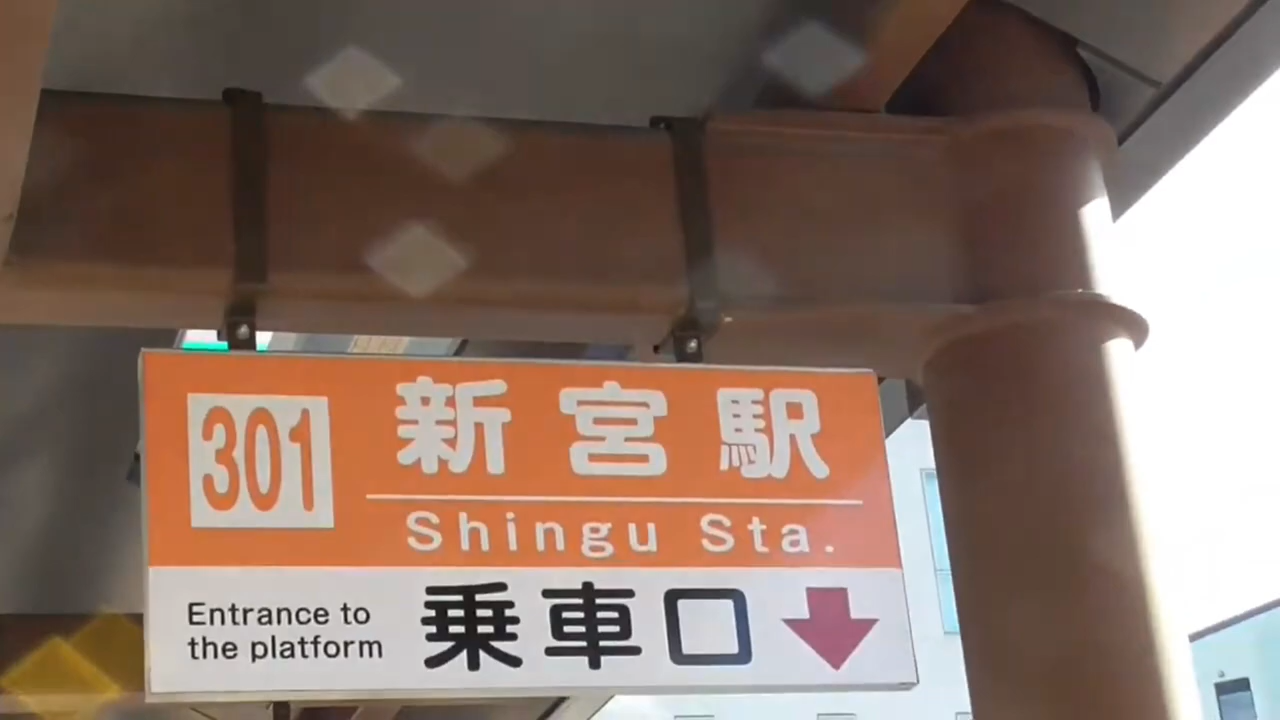 301
新宮駅
Shingu Sta.
Entrance to
the platform
乗車口